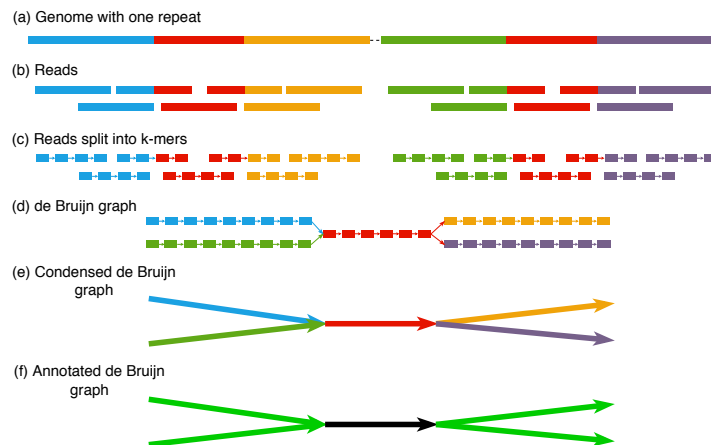 (a) Genome with one repeat
(b) Reads
(c) Reads split into k-mers
(d) de Bruijn graph
(e) Condensed de Bruijn
graph
(f) Annotated de Bruijn
graph